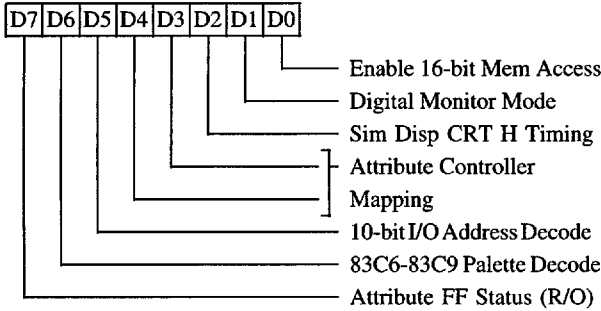 D7 D6 D5 D4 D3 D2 D1 D0
Enable 16-bit Mem Access
Digital Monitor Mode
Sim Disp CRT H Timing
Attribute Controller
Mapping
10-bit I/O Address Decode
83C6-83C9 Palette Decode
Attribute FF Status (R/O)